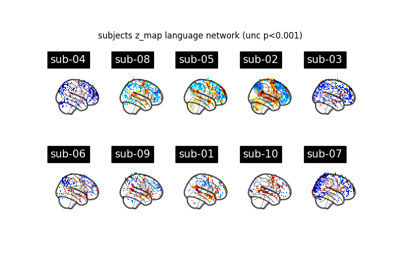 subjects z_map language network (unc p<0.001)
sub-04 sub-08 sub-05 sub-02 sub-03
sub-06 sub-09 sub-01 sub-10 sub-07